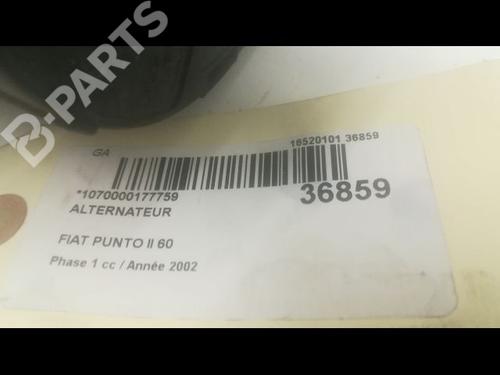 B-PARTS
GA
16520101 36859
*1070000177759
36859
ALTERNATEUR
FIAT PUNTO II 60
Phase 1 cc / Année 2002